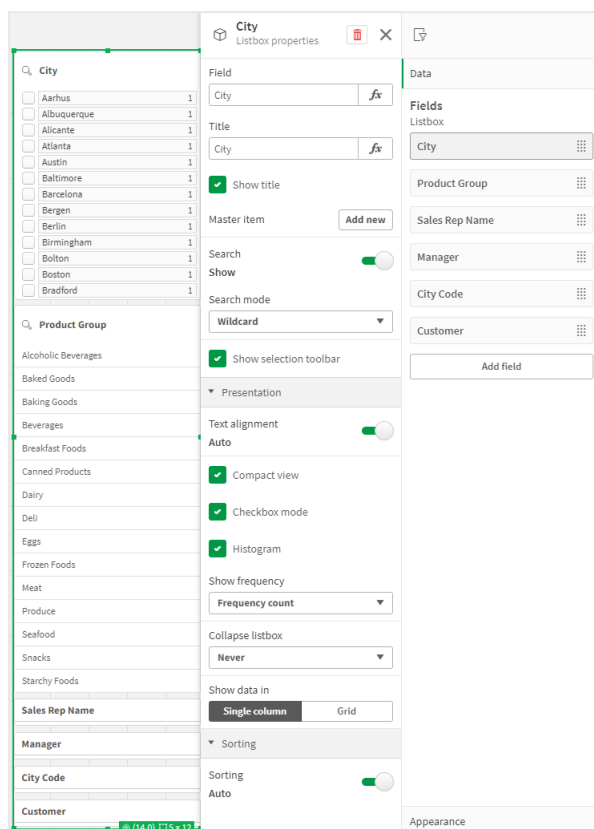 City
Aarhus 1
Albuquerque 1
Alicante 1
Atlanta 1
Austin 1
Baltimore 1
Barcelona 1
Bergen 1
Berlin 1
Birmingham 1
Bolton 1
Boston 1
Bradford 1
Product Group
Alcoholic Beverages
Baked Goods
Baking Goods
Beverages
Breakfast Foods
Canned Products
Dairy
Deli
Eggs
Frozen Foods
Meat
Produce
Seafood
Snacks
Starchy Foods
Sales Rep Name
Manager
City Code
Customer
(14,0) 5 x 12
City
Listbox properties
Field
City fx
Title
City fx
Show title
Master item Add new
Search
Show
Search mode
Wildcard
Show selection toolbar
Presentation
Text alignment
Auto
Compact view
Checkbox mode
Histogram
Show frequency
Frequency count
Collapse listbox
Never
Show data in
Single column Grid
Sorting
Sorting
Auto
Data
Fields
Listbox
City
Product Group
Sales Rep Name
Manager
City Code
Customer
Add field
Appearance